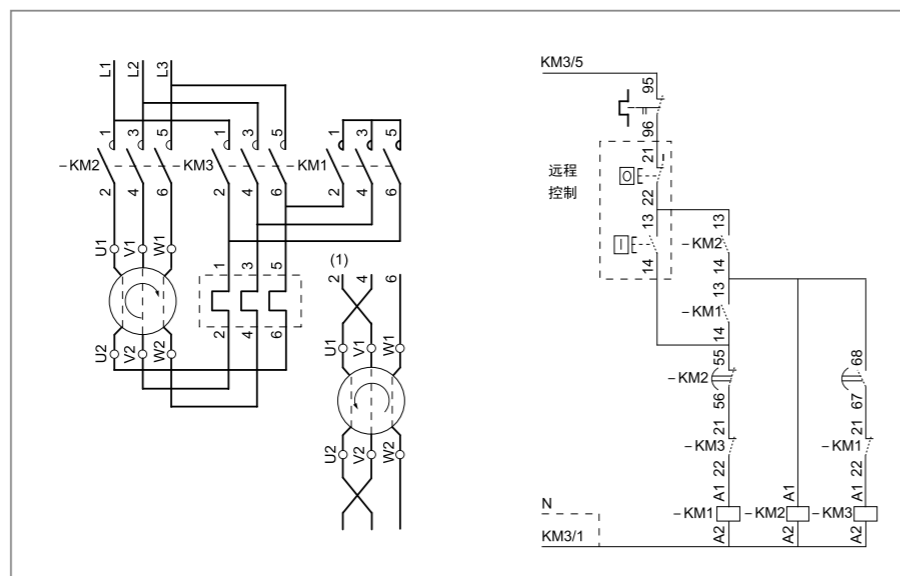 L1 L2 L3
1 3 5 1 3 5 1 3 5
–KM2 –KM3 KM1
2 4 6 2 4 6 2 4 6
U1 V1 W1
1 3 5
2 4 6
U2 V2 W2
(1)
2 4 6
U1 V1 W1
U2 V2 W2
KM3/5
95
96
远程
控制
21
O
22
13
I
14
13
–KM2
14
13
–KM1
14
55
–KM2
56
68
67
21
–KM3
22
21
–KM1
22
A1 A1 A1
–KM1 –KM2 –KM3
A2 A2 A2
N
KM3/1